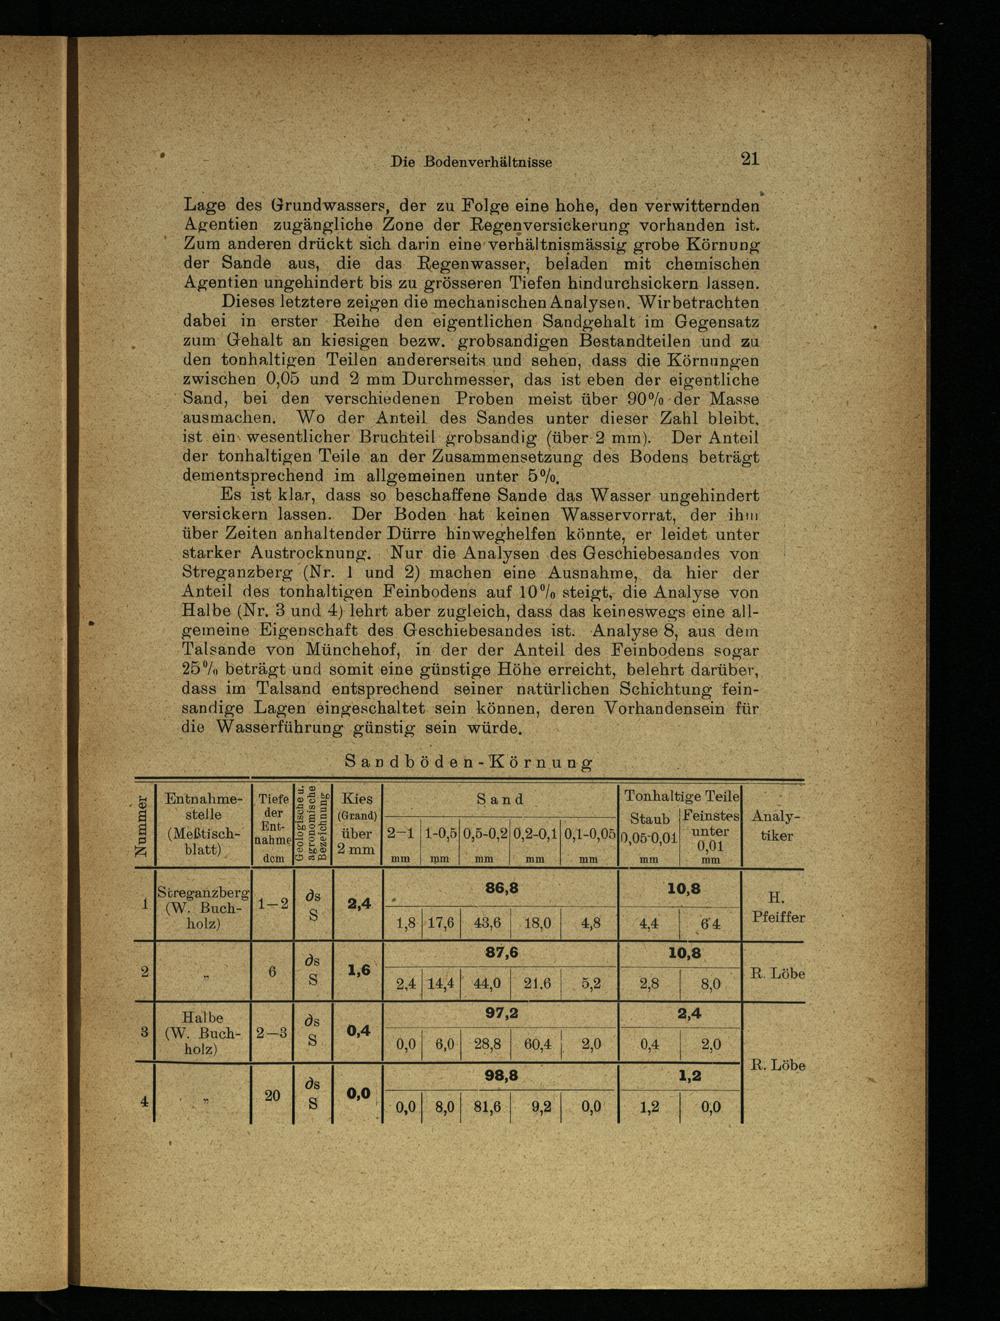 Die Bodenverhältnisse 21
Lage des Grundwassers, der zu Folge eine hohe, den verwitternden
Agentien zugängliche Zone der Regenversickerung vorhanden ist.
Zum anderen drückt sich darin eine verhältnismässig grobe Körnung
der Sande aus, die das Regenwasser, beladen mit chemischen
Agentien ungehindert bis zu grösseren Tiefen hindurchsickern lassen.
Dieses letztere zeigen die mechanischen Analysen. Wir betrachten
dabei in erster Reihe den eigentlichen Sandgehalt im Gegensatz
zum Gehalt an kiesigen bezw. grobsandigen Bestandteilen und zu
den tonhaltigen Teilen andererseits und sehen, dass die Körnungen
zwischen 0,05 und 2 mm Durchmesser, das ist eben der eigentliche
Sand, bei den verschiedenen Proben meist über 90% der Masse
ausmachen. Wo der Anteil des Sandes unter dieser Zahl bleibt,
ist ein wesentlicher Bruchteil grobsandig (über 2 mm). Der Anteil
der tonhaltigen Teile an der Zusammensetzung des Bodens beträgt
dementsprechend im allgemeinen unter 5%.
Es ist klar, dass so beschaffene Sande das Wasser ungehindert
versickern lassen. Der Boden hat keinen Wasservorrat, der ihm
über Zeiten anhaltender Dürre hinweghelfen könnte, er leidet unter
starker Austrocknung. Nur die Analysen des Geschiebesandes von
Streganzberg (Nr. 1 und 2) machen eine Ausnahme, da hier der
Anteil des tonhaltigen Feinbodens auf 10% steigt, die Analyse von
Halbe (Nr. 3 und 4) lehrt aber zugleich, dass das keineswegs eine all-
gemeine Eigenschaft des Geschiebesandes ist. Analyse 8, aus dem
Talsande von Münchehof, in der der Anteil des Feinbodens sogar
25% beträgt und somit eine günstige Höhe erreicht, belehrt darüber,
dass im Talsand entsprechend seiner natürlichen Schichtung fein-
sandige Lagen eingeschaltet sein können, deren Vorhandensein für
die Wasserführung günstig sein würde.
Sandböden-Körnung
Nummer
Entnahme-
stelle
(Meßtisch-
blatt)
Tiefe
der
Ent-
nahme
dcm
Geologische u.
agronomische
Bezeichnung
Kies
(Grand)
über
2 mm
Sand
2—1 1-0,5 0,5-0,2 0,2-0,1 0,1-0,05
mm mm mm mm mm
Tonhaltige Teile
Staub
0,05-0,01
mm
Feinstes
unter
0,01
mm
Analy-
tiker
1
Streganzberg
(W. Buch-
holz)
1—2
∂s
S
2,4
86,8
1,8 17,6 43,6 18,0 4,8
10,8
4,4 6 4
H.
Pfeiffer
2
„
6
∂s
S
1,6
87,6
2,4 14,4 44,0 21.6 5,2
10,8
2,8 8,0
R. Löbe
3
Halbe
(W. Buch-
holz)
2—3
∂s
S
0,4
97,2
0,0 6,0 28,8 60,4 2,0
2,4
0,4 2,0
R. Löbe
4
„
20
∂s
S
0,0
98,8
0,0 8,0 81,6 9,2 0,0
1,2
1,2 0,0